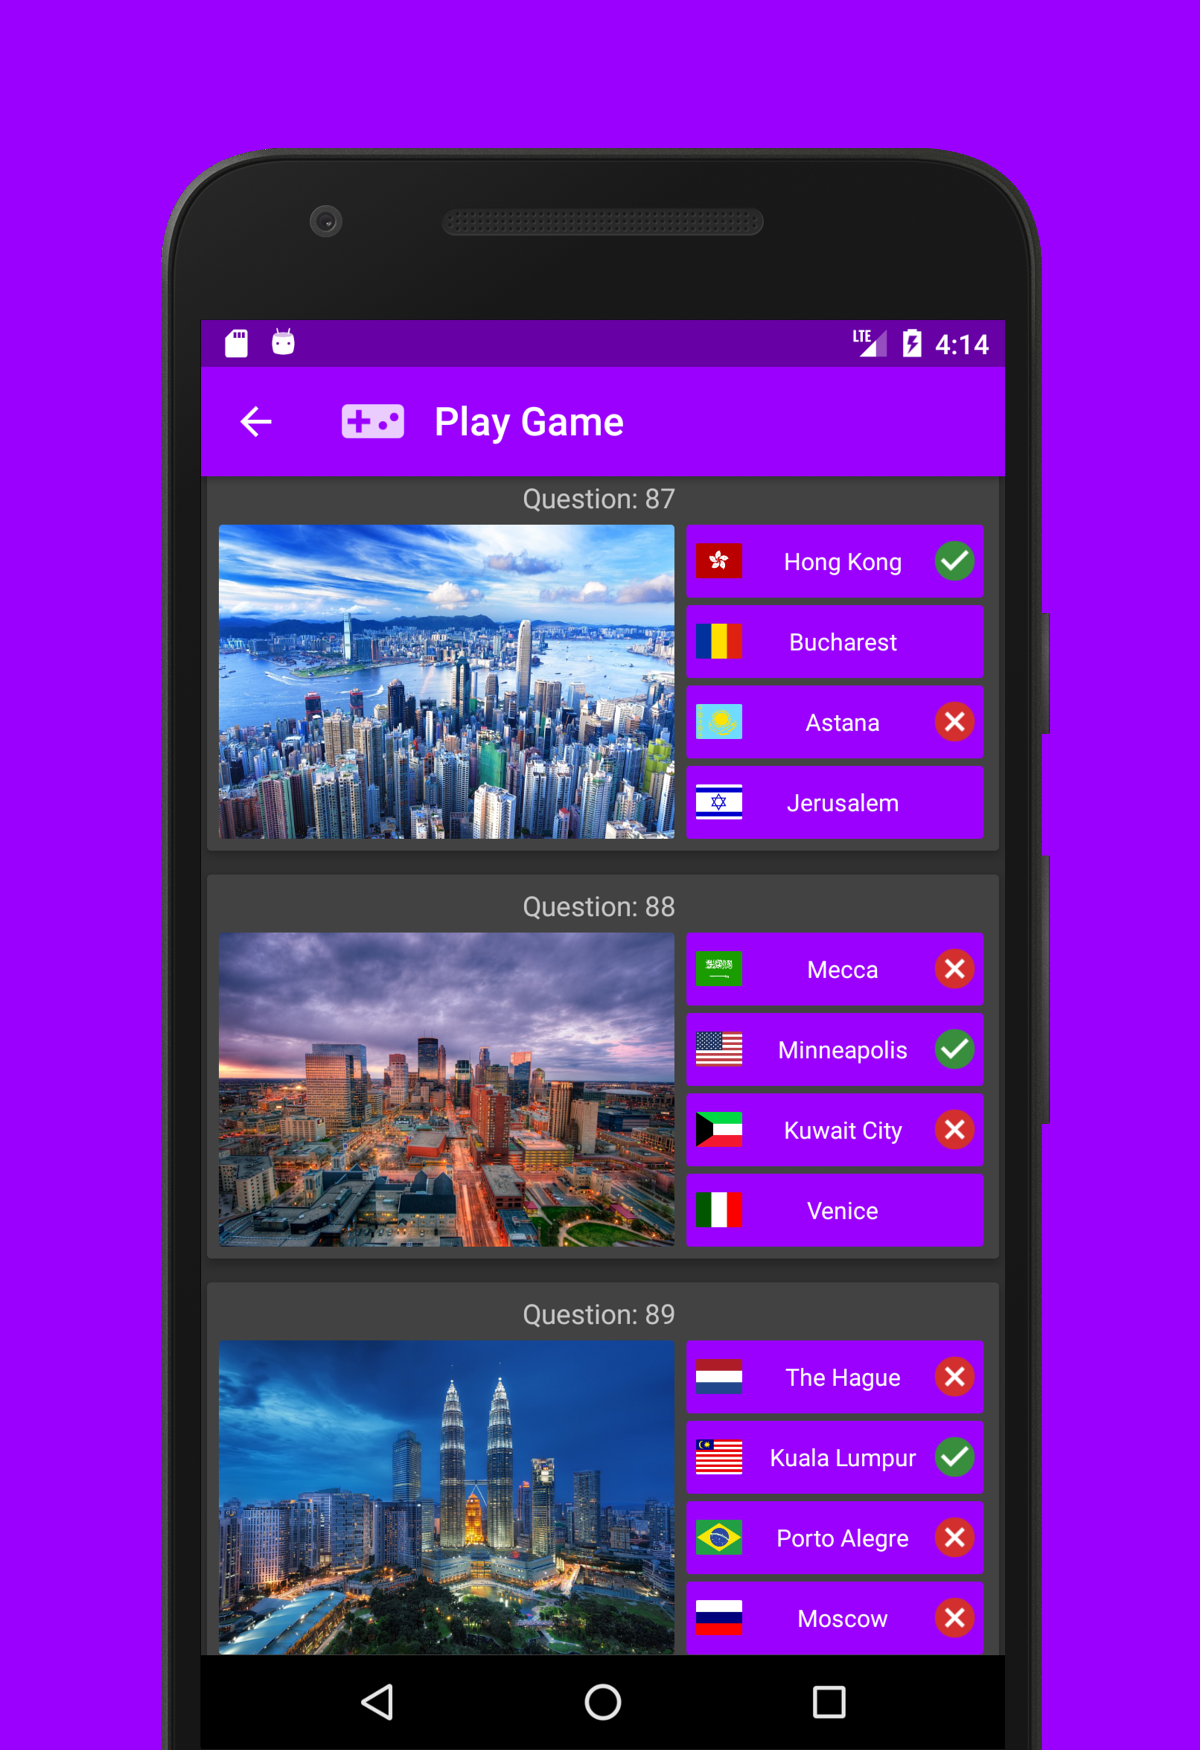 LTE 4:14
Play Game
Question: 87
Hong Kong
Bucharest
Astana
Jerusalem
Question: 88
Mecca
Minneapolis
Kuwait City
Venice
Question: 89
The Hague
Kuala Lumpur
Porto Alegre
Moscow